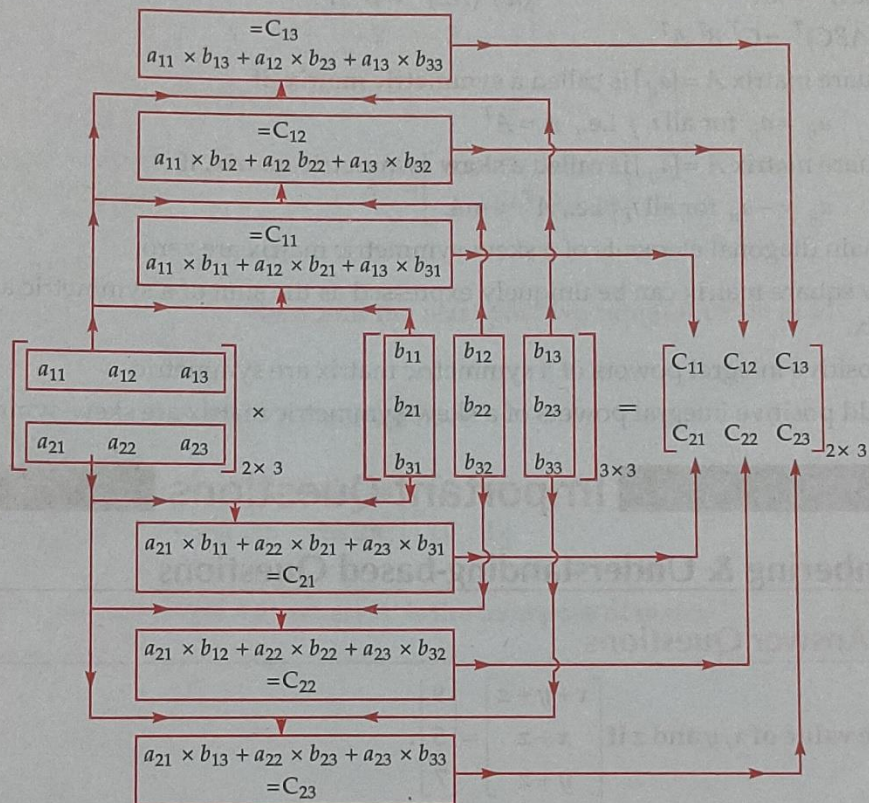 =C₁₃
a₁₁ × b₁₃ + a₁₂ × b₂₃ + a₁₃ × b₃₃
=C₁₂
a₁₁ × b₁₂ + a₁₂ b₂₂ + a₁₃ × b₃₂
=C₁₁
a₁₁ × b₁₁ + a₁₂ × b₂₁ + a₁₃ × b₃₁
a₁₁ a₁₂ a₁₃ b₁₁ b₁₂ b₁₃ C₁₁ C₁₂ C₁₃
× b₂₁ b₂₂ b₂₃ =
a₂₁ a₂₂ a₂₃ b₃₁ b₃₂ b₃₃ C₂₁ C₂₂ C₂₃
2 × 3 3×3 2× 3
a₂₁ × b₁₁ + a₂₂ × b₂₁ + a₂₃ × b₃₁
=C₂₁
a₂₁ × b₁₂ + a₂₂ × b₂₂ + a₂₃ × b₃₂
=C₂₂
a₂₁ × b₁₃ + a₂₂ × b₂₃ + a₂₃ × b₃₃
=C₂₃